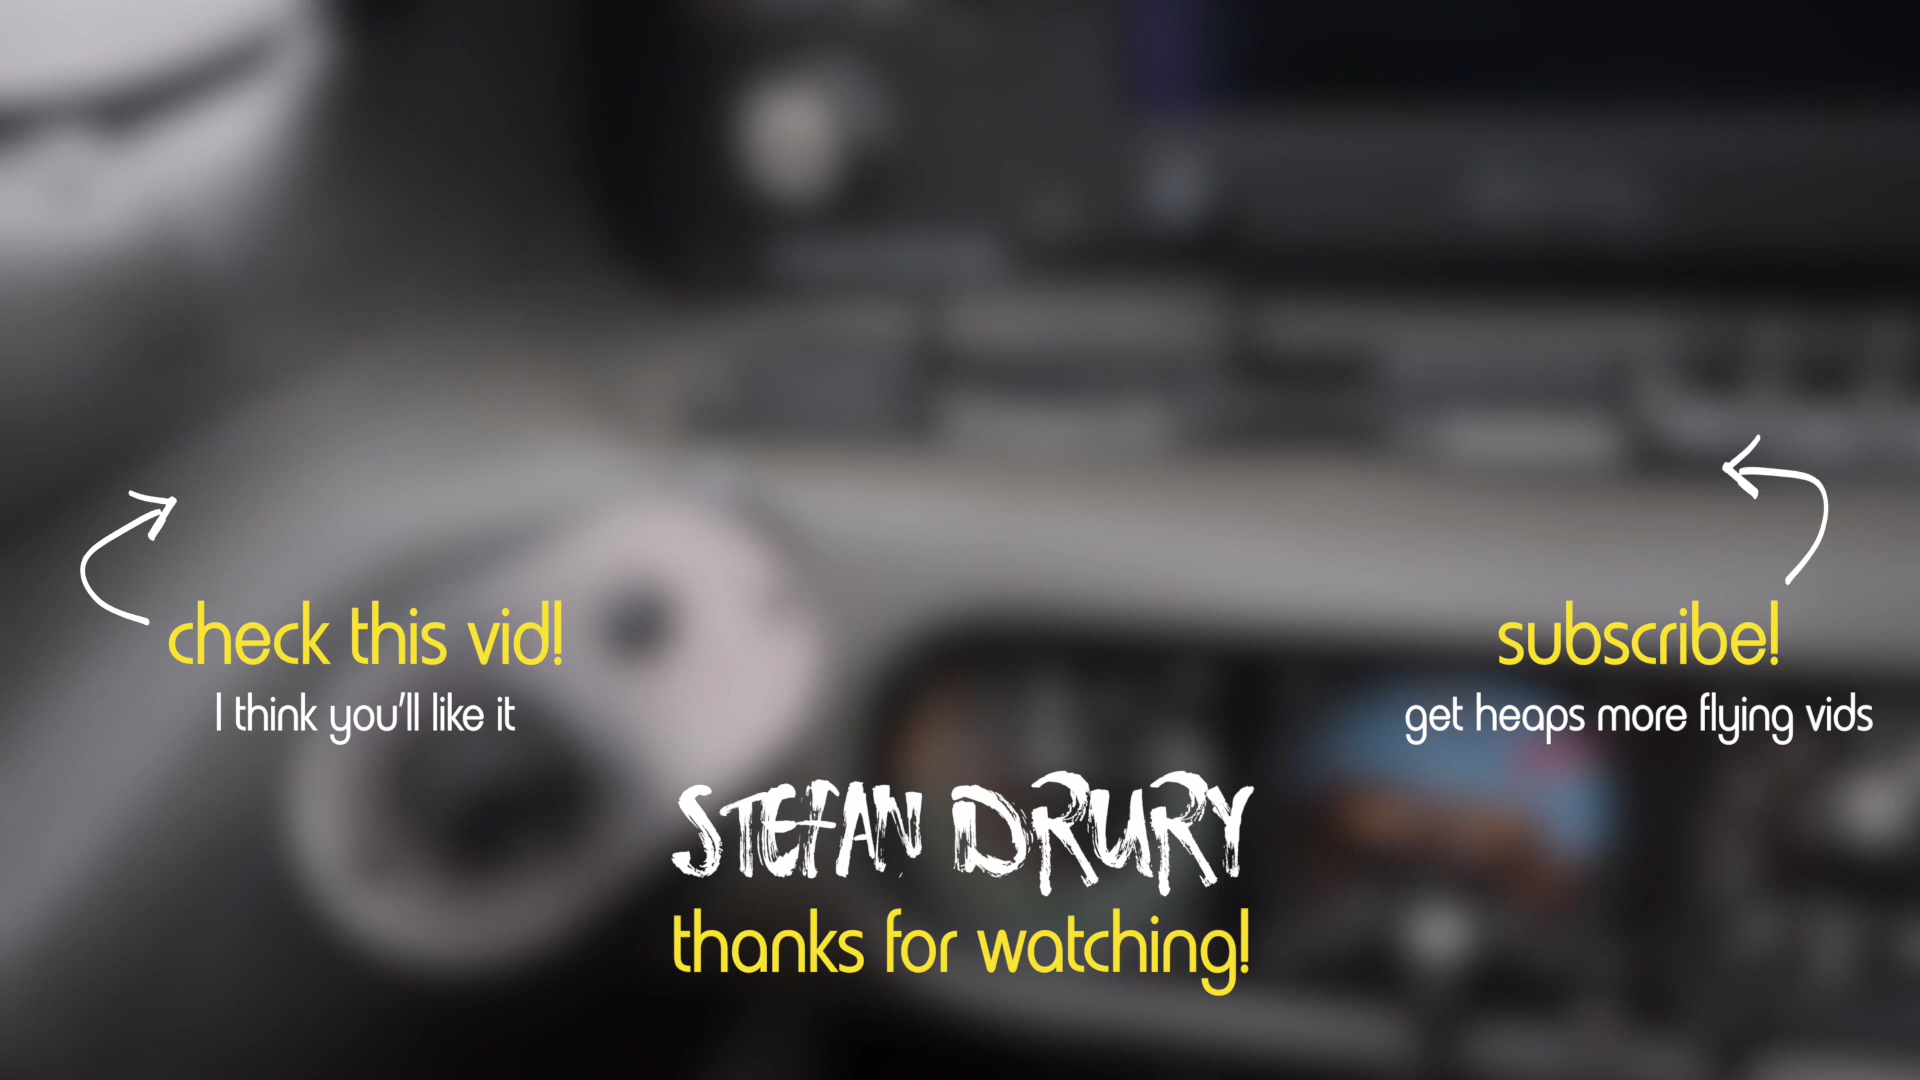 check this vid!
I think you'll like it
subscribe!
get heaps more flying vids
STEFAN DRURY
thanks for watching!